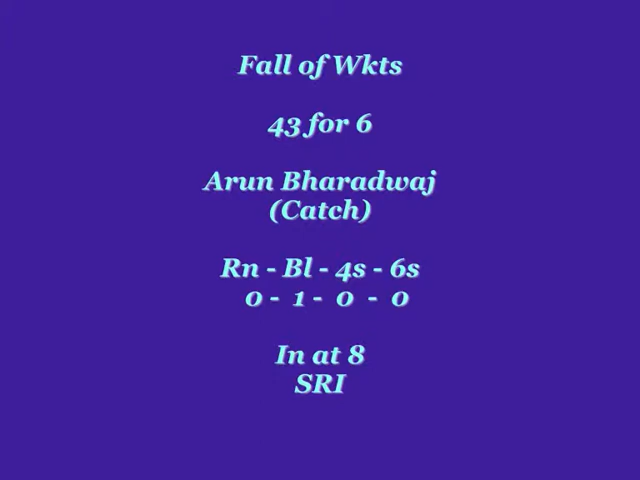 Fall of Wkts
43 for 6
Arun Bharadwaj
(Catch)
Rn - Bl - 4s - 6s
0 - 1 - 0 - 0
In at 8
SRI